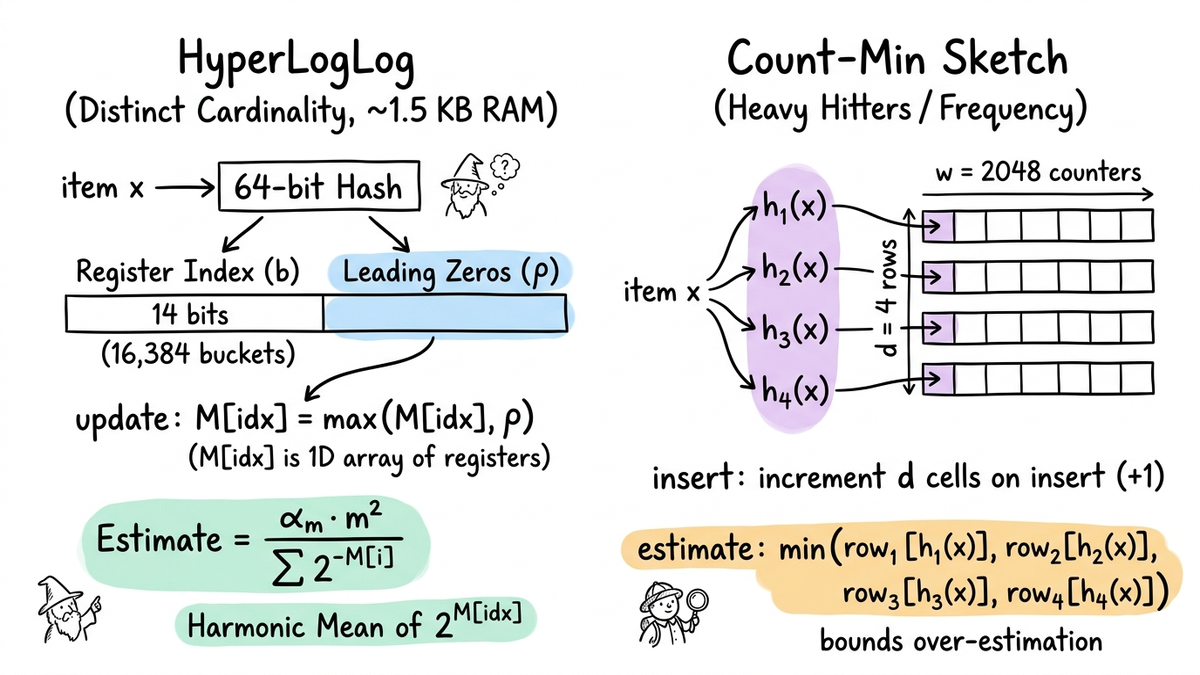 HyperLogLog
(Distinct Cardinality, ~1.5 KB RAM)
item x
64-bit Hash
?
Register Index (b)
Leading Zeros (ρ)
14 bits
(16,384 buckets)
update: M[idx] = max(M[idx], ρ)
(M[idx] is 1D array of registers)
Estimate = αₘ · m² / ∑ 2^-M[i]
Harmonic Mean of 2^M[idx]
Count-Min Sketch
(Heavy Hitters / Frequency)
w = 2048 counters
item x
h₁(x)
h₂(x)
h₃(x)
h₄(x)
d = 4 rows
insert: increment d cells on insert (+1)
estimate: min(row₁ [h₁(x)], row₂[h₂(x)],
row₃[h₃(x)], row₄[h₄(x)])
bounds over-estimation